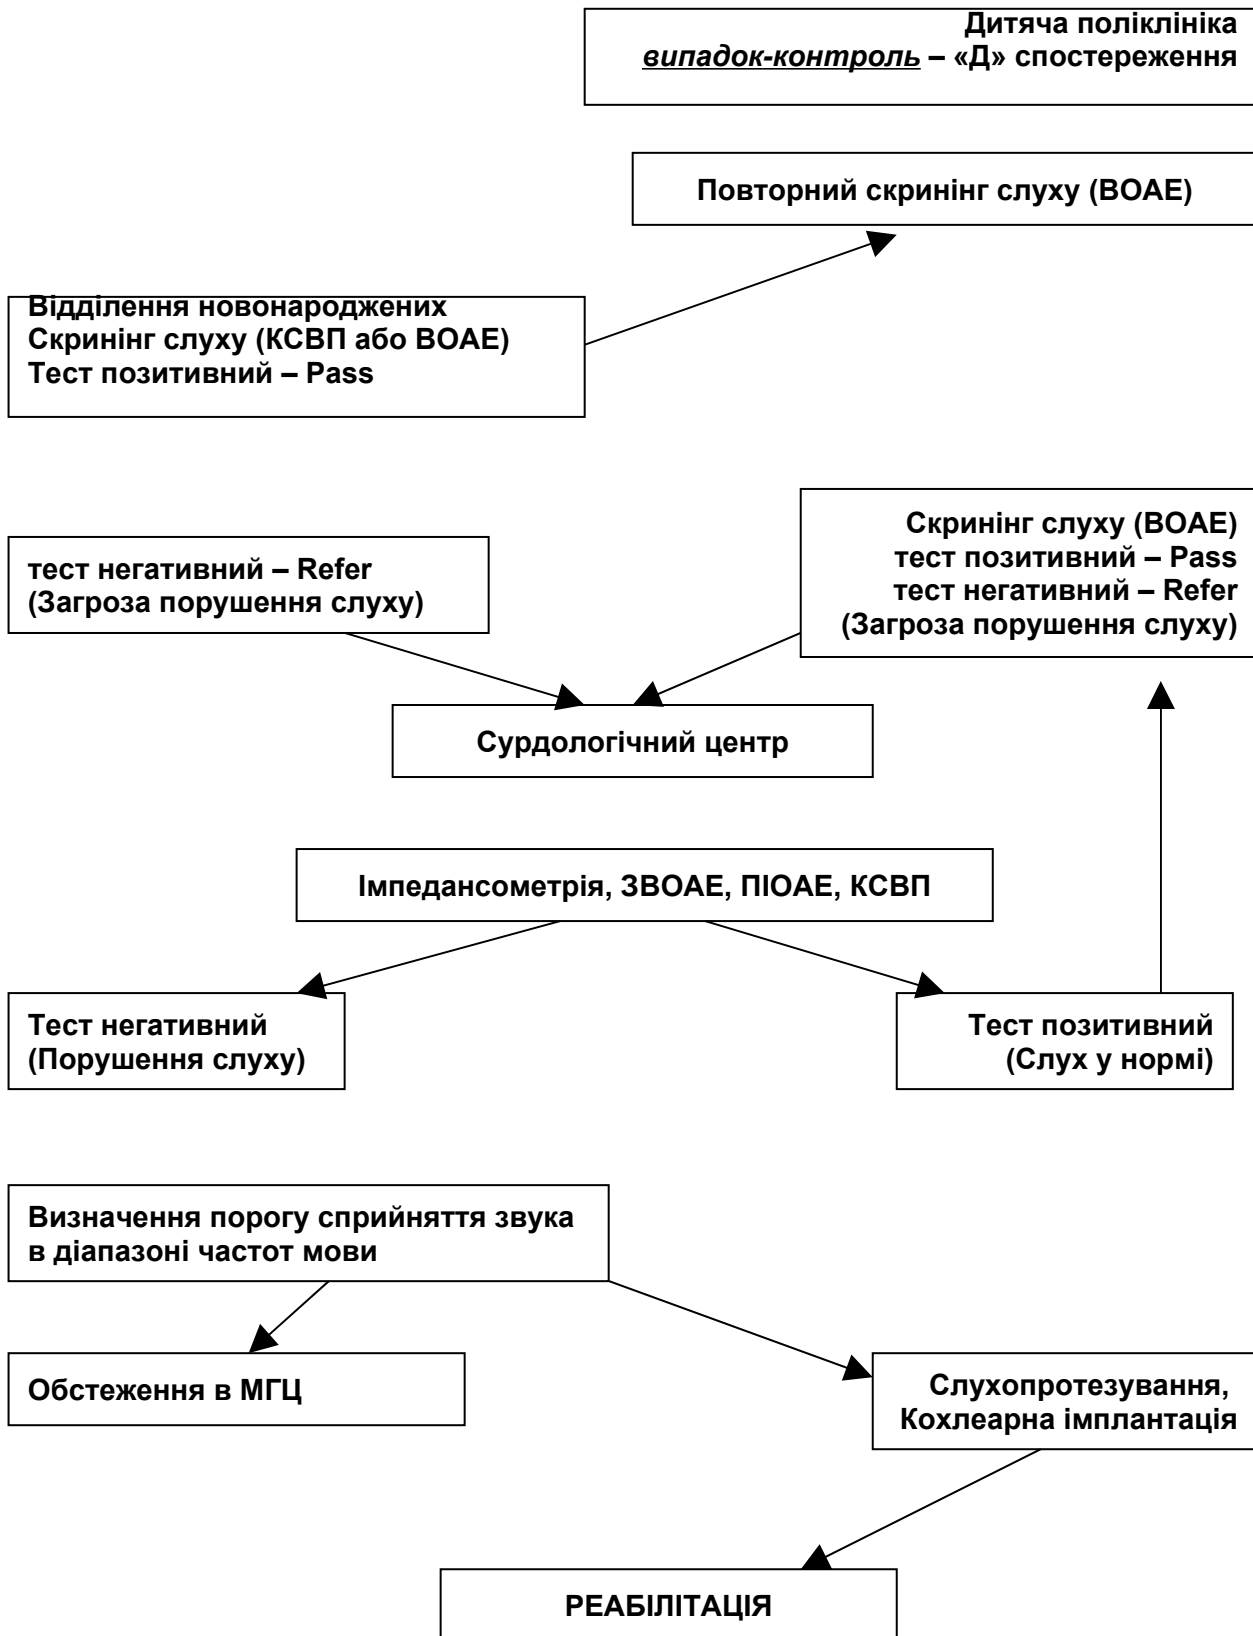 Дитяча поліклініка
випадок-контроль – «Д» спостереження
Повторний скринінг слуху (ВОАЕ)
Відділення новонароджених
Скринінг слуху (КСВП або ВОАЕ)
Тест позитивний – Pass
тест негативний – Refer
(Загроза порушення слуху)
Скринінг слуху (ВОАЕ)
тест позитивний – Pass
тест негативний – Refer
(Загроза порушення слуху)
Сурдологічний центр
Імпедансометрія, ЗВОАЕ, ПІОАЕ, КСВП
Тест негативний
(Порушення слуху)
Тест позитивний
(Слух у нормі)
Визначення порогу сприйняття звука
в діапазоні частот мови
Обстеження в МГЦ
Слухопротезування,
Кохлеарна імплантація
РЕАБІЛІТАЦІЯ